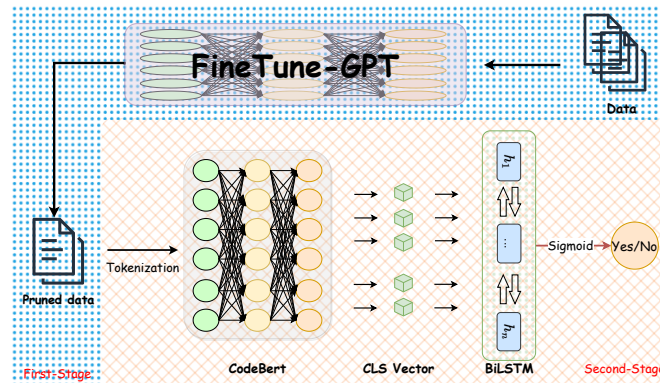 FineTune-GPT
Data
h1
...
hn
Tokenization
Sigmoid
Yes/No
Pruned data
First-Stage
CodeBert
CLS Vector
BiLSTM
Second-Stage